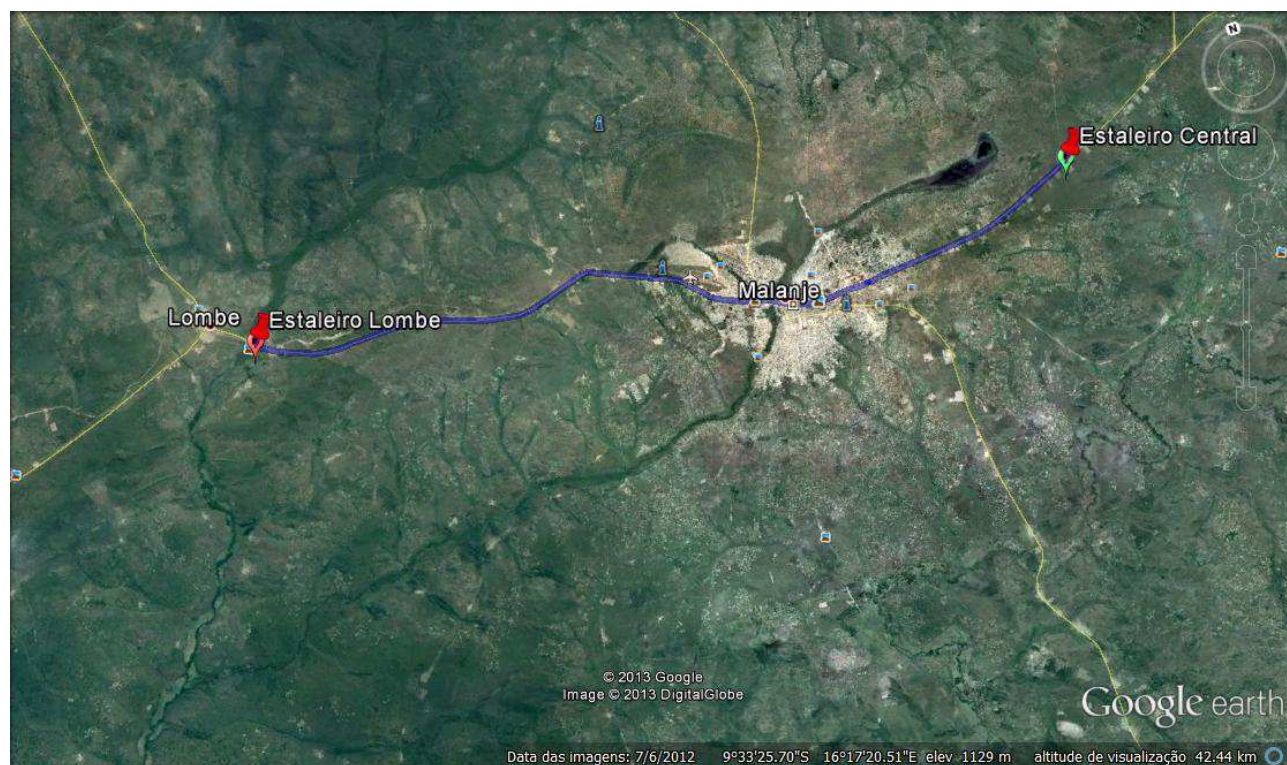 N
Estaleiro Central
Malanje
Lombe
Estaleiro Lombe
© 2013 Google
Image © 2013 DigitalGlobe
Google earth
Data das imagens: 7/6/2012 9°33'25.70"S 16°17'20.51"E elev 1129 m altitude de visualização 42.44 km